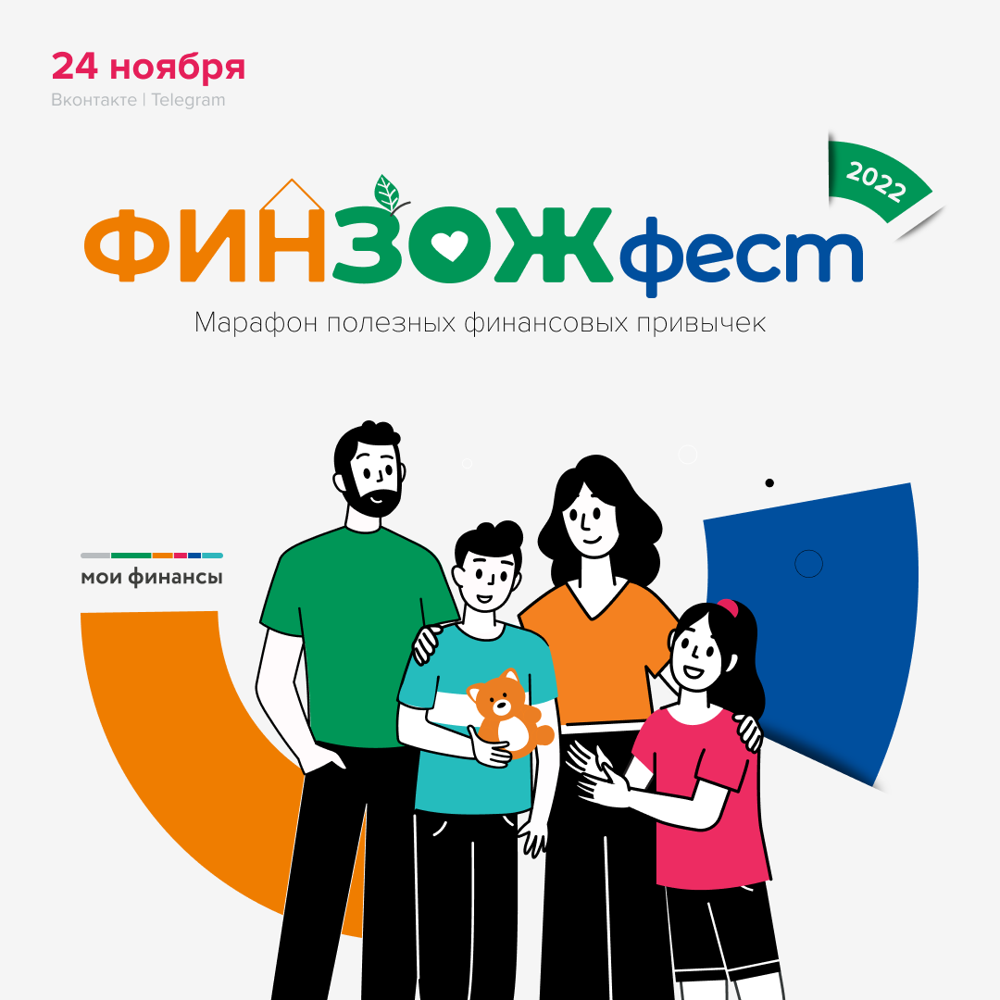 24 ноября
Вконтакте | Telegram
2022
ФИНЗОЖфест
Марафон полезных финансовых привычек
мои финансы